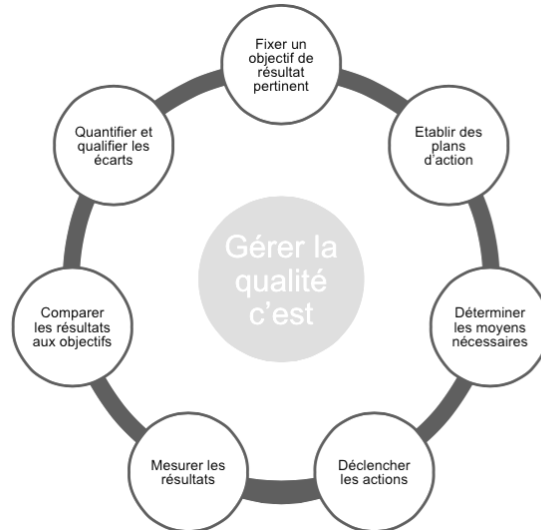 Fixer un
objectif de
résultat
pertinent
Etablir des
plans
d'action
Déterminer
les moyens
nécessaires
Déclencher
les actions
Mesurer les
résultats
Comparer
les résultats
aux objectifs
Quantifier et
qualifier les
écarts
Gérer la
qualité
c'est